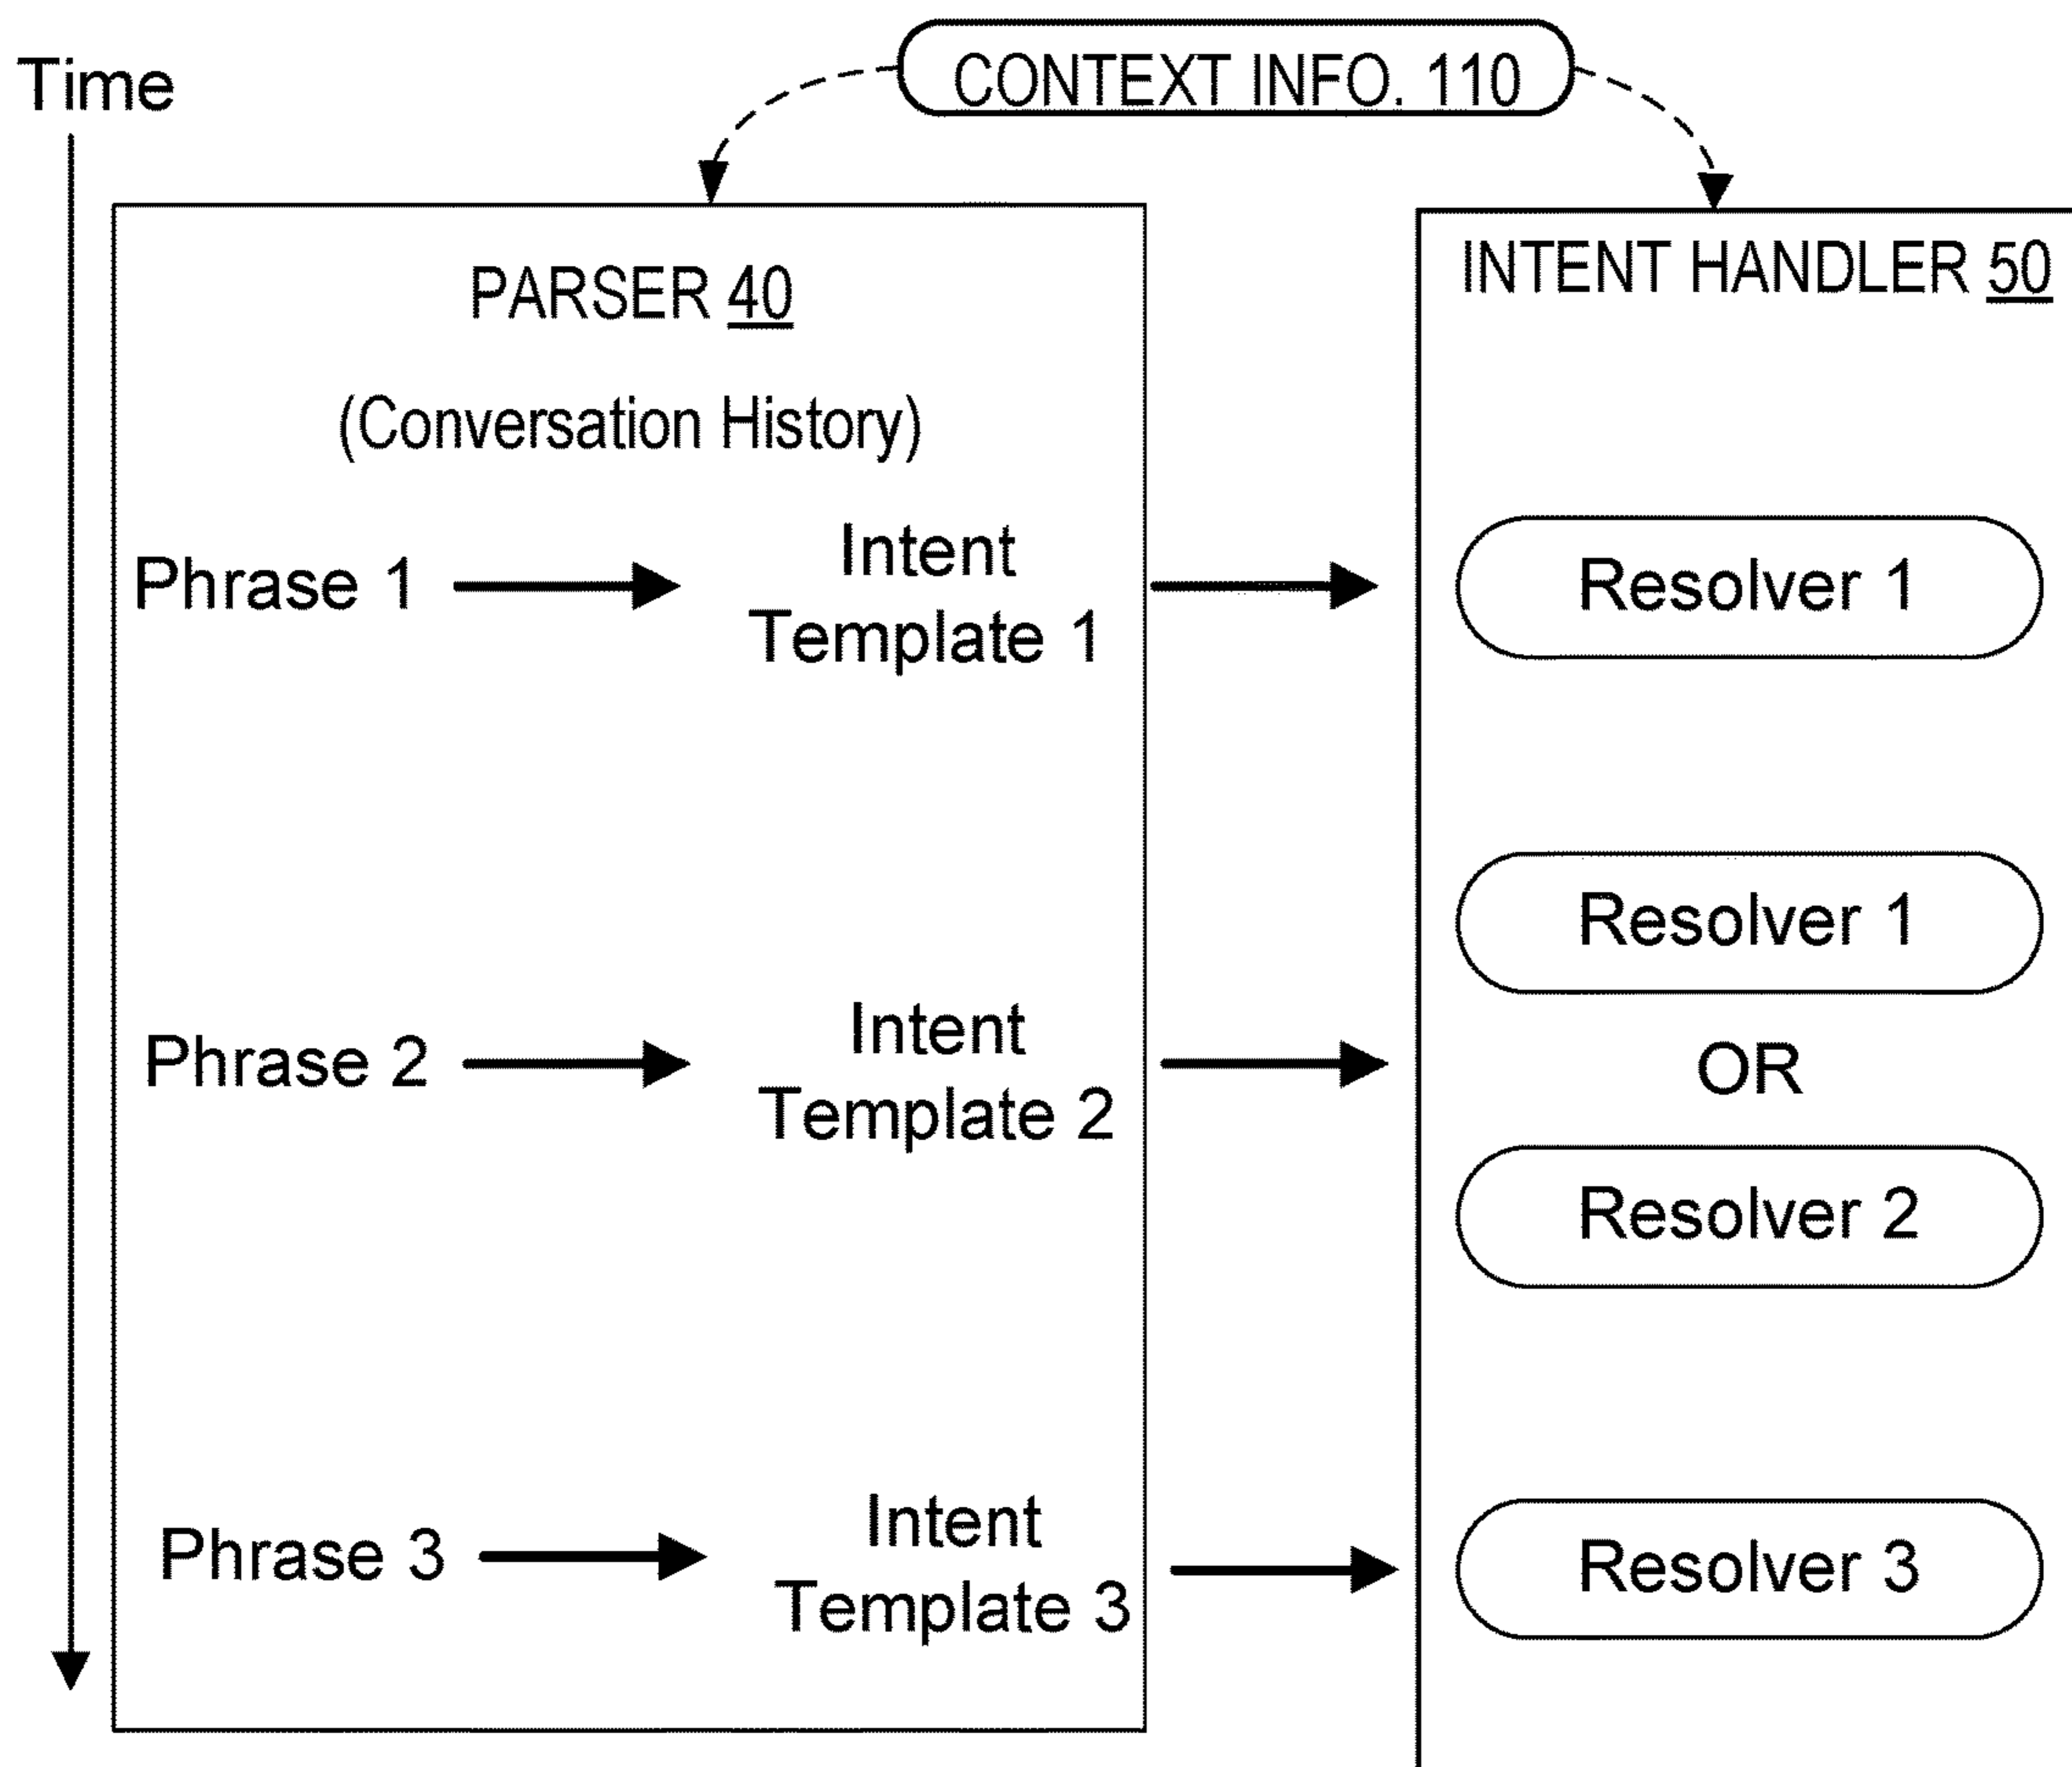 Time
CONTEXT INFO. 110
PARSER 40
(Conversation History)
INTENT HANDLER 50
Phrase 1
Intent
Template 1
Resolver 1
Resolver 1
Phrase 2
Intent
Template 2
OR
Resolver 2
Phrase 3
Intent
Template 3
Resolver 3